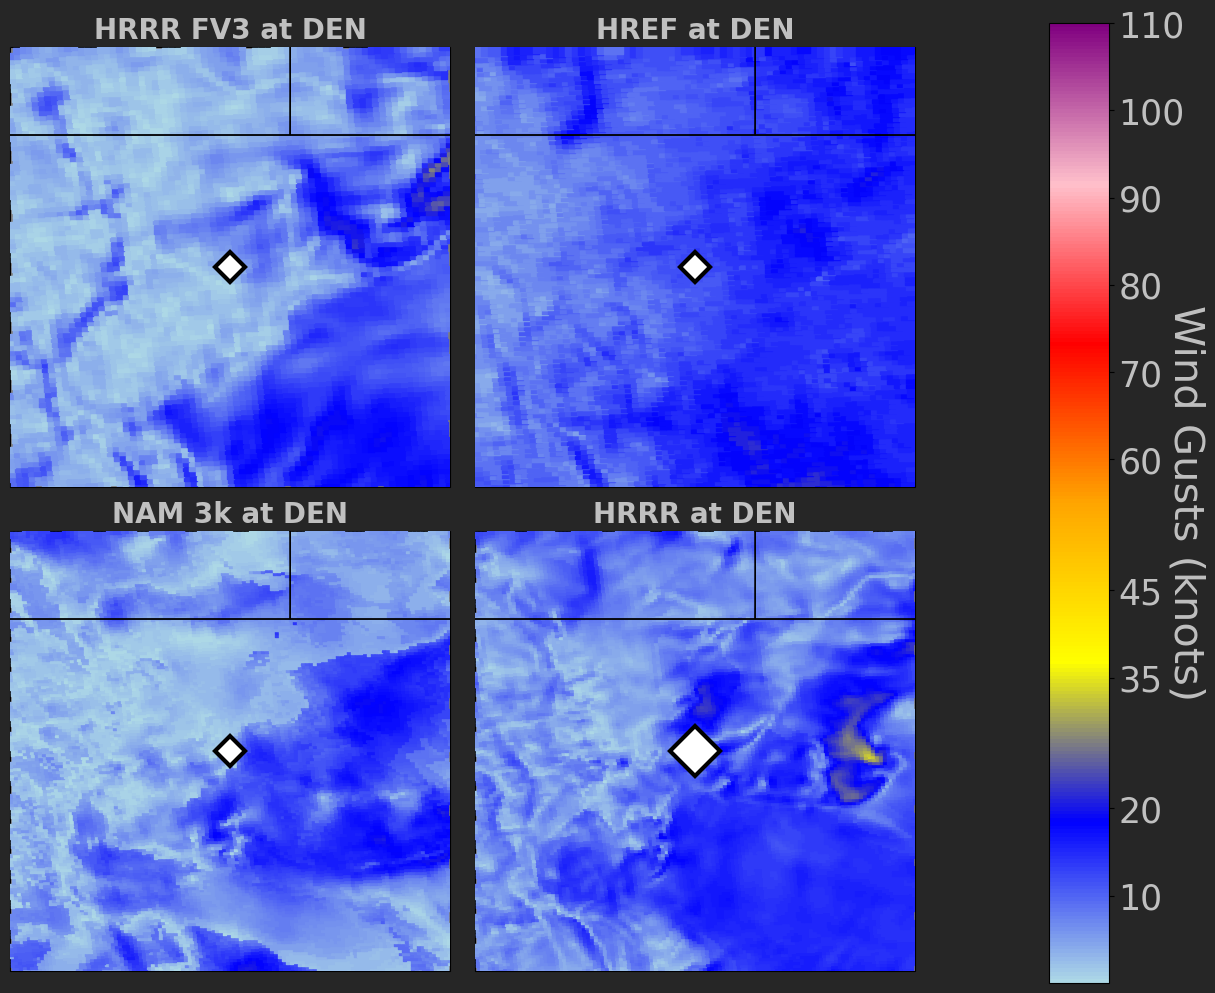 HRRR FV3 at DEN
HREF at DEN
NAM 3k at DEN
HRRR at DEN
110
100
90
80
70
60
45
35
20
10
Wind Gusts (knots)